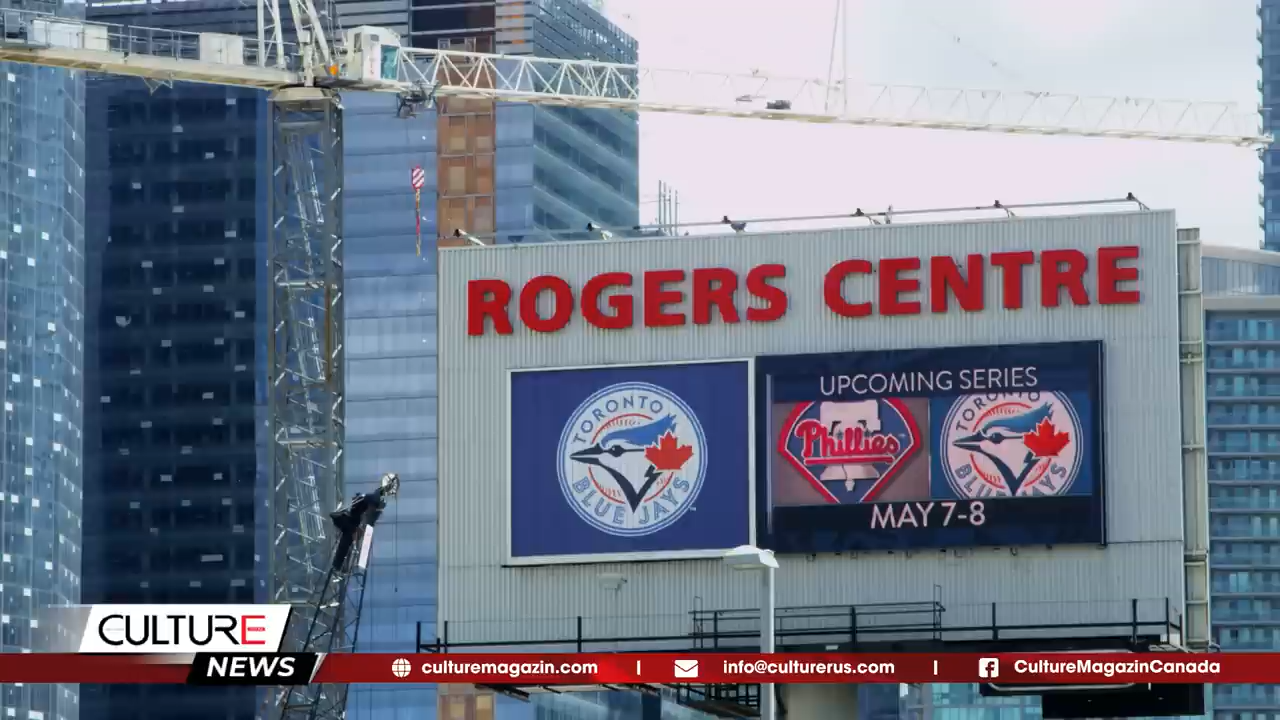 ROGERS CENTRE
TORONTO
BLUE JAYS
UPCOMING SERIES
Phillies
TORONTO
BLUE JAYS
MAY 7-8
CULTURE
NEWS
culturemagazin.com | info@culturerus.com | CultureMagazinCanada